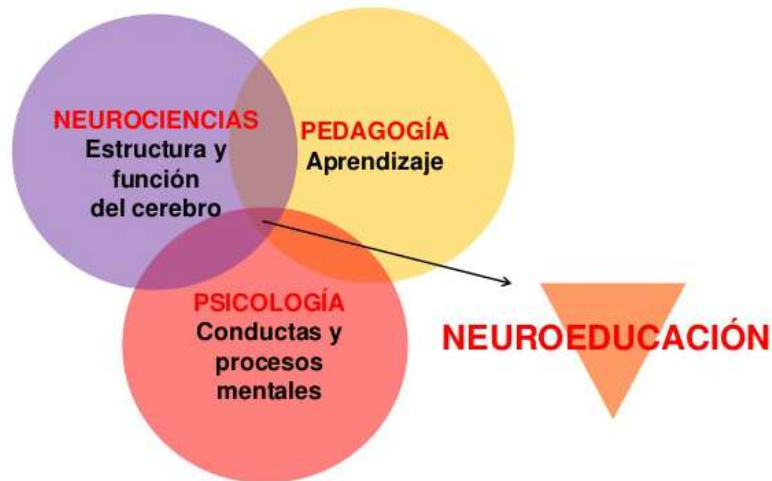 NEUROCIENCIAS
Estructura y
función
del cerebro
PEDAGOGÍA
Aprendizaje
PSICOLOGÍA
Conductas y
procesos
mentales
NEUROEDUCACIÓN